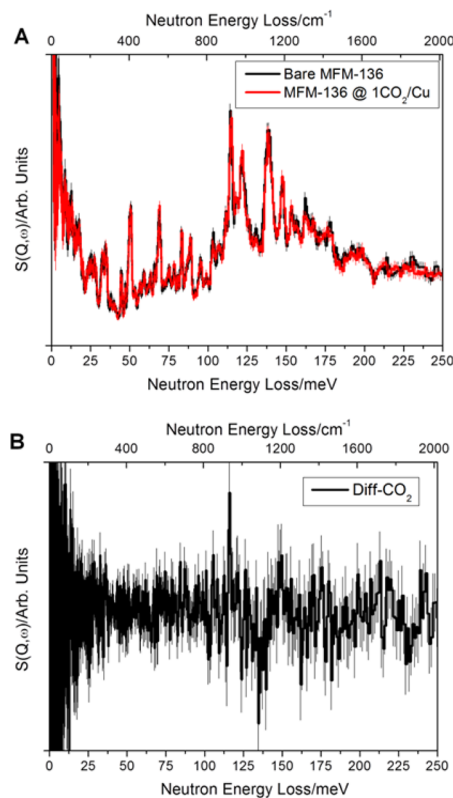 Neutron Energy Loss/cm⁻¹
0 400 800 1200 1600 2000
A
Bare MFM-136
MFM-136 @ 1CO₂/Cu
S(Q,ω)/Arb. Units
0 25 50 75 100 125 150 175 200 225 250
Neutron Energy Loss/meV
Neutron Energy Loss/cm⁻¹
0 400 800 1200 1600 2000
B
Diff-CO₂
S(Q,ω)/Arb. Units
0 25 50 75 100 125 150 175 200 225 250
Neutron Energy Loss/meV